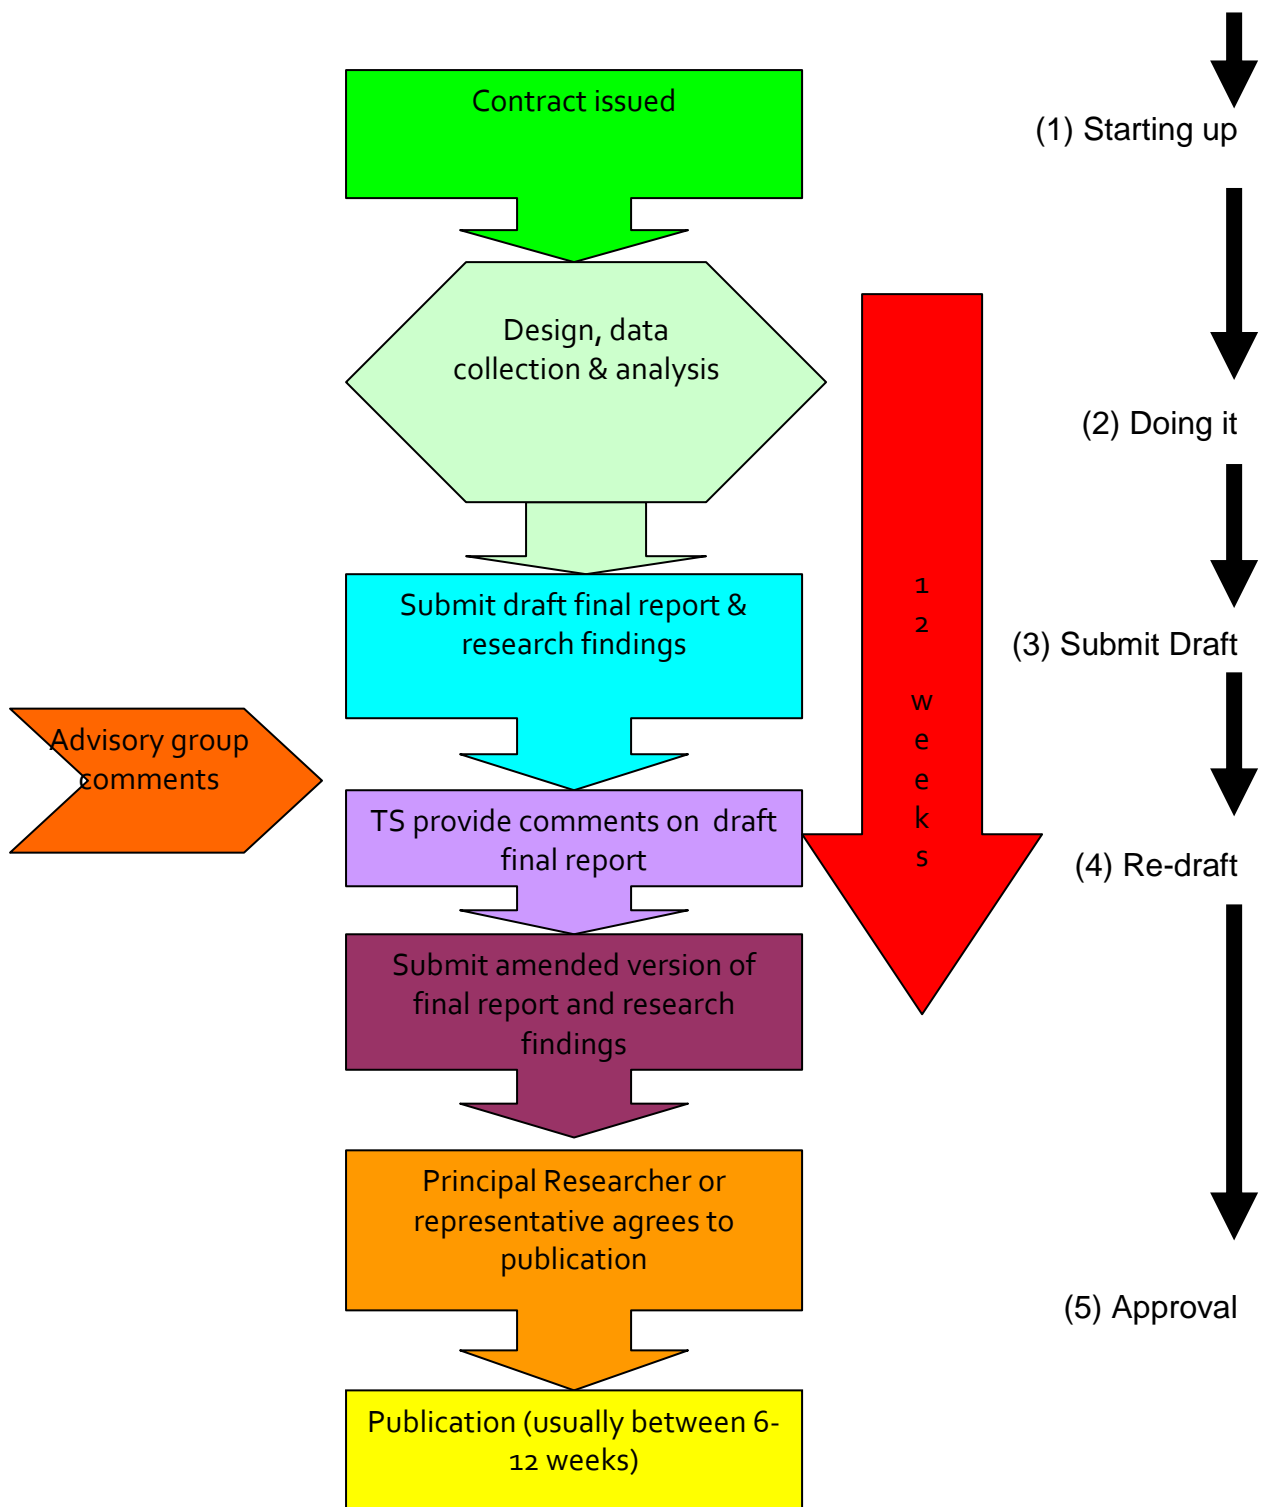 Contract issued
(1) Starting up
Design, data
collection & analysis
(2) Doing it
Submit draft final report &
research findings
12 weeks
(3) Submit Draft
Advisory group
comments
TS provide comments on draft
final report
(4) Re-draft
Submit amended version of
final report and research
findings
Principal Researcher or
representative agrees to
publication
(5) Approval
Publication (usually between 6-
12 weeks)